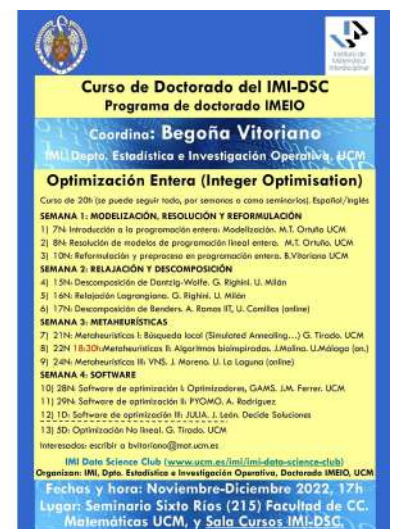 Instituto de
Matemática
Interdisciplinar
Curso de Doctorado del IMI-DSC
Programa de doctorado IMEIO
Coordina: Begoña Vitoriano
IMI, Depto. Estadística e Investigación Operativa, UCM
Optimización Entera (Integer Optimisation)
Curso de 20h (se puede seguir todo, por semanas o como seminarios). Español/inglés
SEMANA 1: MODELIZACIÓN, RESOLUCIÓN Y REFORMULACIÓN
1) 7N: Introducción a la programación entera: Modelización. M.T. Ortuño. UCM
2) 8N: Resolución de modelos de programación lineal entera. M.T. Ortuño. UCM
3) 10N: Reformulación y preproceso en programación entera. B.Vitoriano UCM
SEMANA 2: RELAJACIÓN Y DESCOMPOSICIÓN
4) 15N: Descomposición de Dantzig-Wolfe. G. Righini. U. Milán
5) 16N: Relajación Lagrangiana. G. Righini. U. Milán
6) 17N: Descomposición de Benders. A. Ramos IIT, U. Comillas (online)
SEMANA 3: METAHEURÍSTICAS
7) 21N: Metaheurísticas I: Búsqueda local (Simulated Annealing...) G. Tirado. UCM
8) 22N 18:30h:Metaheurísticas II: Algoritmos bioinspirados. J.Molina. U.Málaga (on.)
9) 24N: Metaheurísticas III: VNS. J. Moreno. U. La Laguna (online)
SEMANA 4: SOFTWARE
10) 28N: Software de optimización I: Optimizadores, GAMS. J.M. Ferrer. UCM
11) 29N: Software de optimización II: PYOMO. A. Rodríguez
12) 1D: Software de optimización III: JULIA. J. León. Decide Soluciones
13) 5D: Optimización No lineal. G. Tirado. UCM
Interesados: escribir a bvitoriano@mat.ucm.es
IMI Data Science Club (www.ucm.es/imi/imi-data-science-club)
Organizan: IMI, Dpto. Estadística e Investigación Operativa, Doctorado IMEIO, UCM
Fechas y hora: Noviembre-Diciembre 2022, 17h
Lugar: Seminario Sixto Ríos (215) Facultad de CC.
Matemáticas UCM, y Sala Cursos IMI-DSC